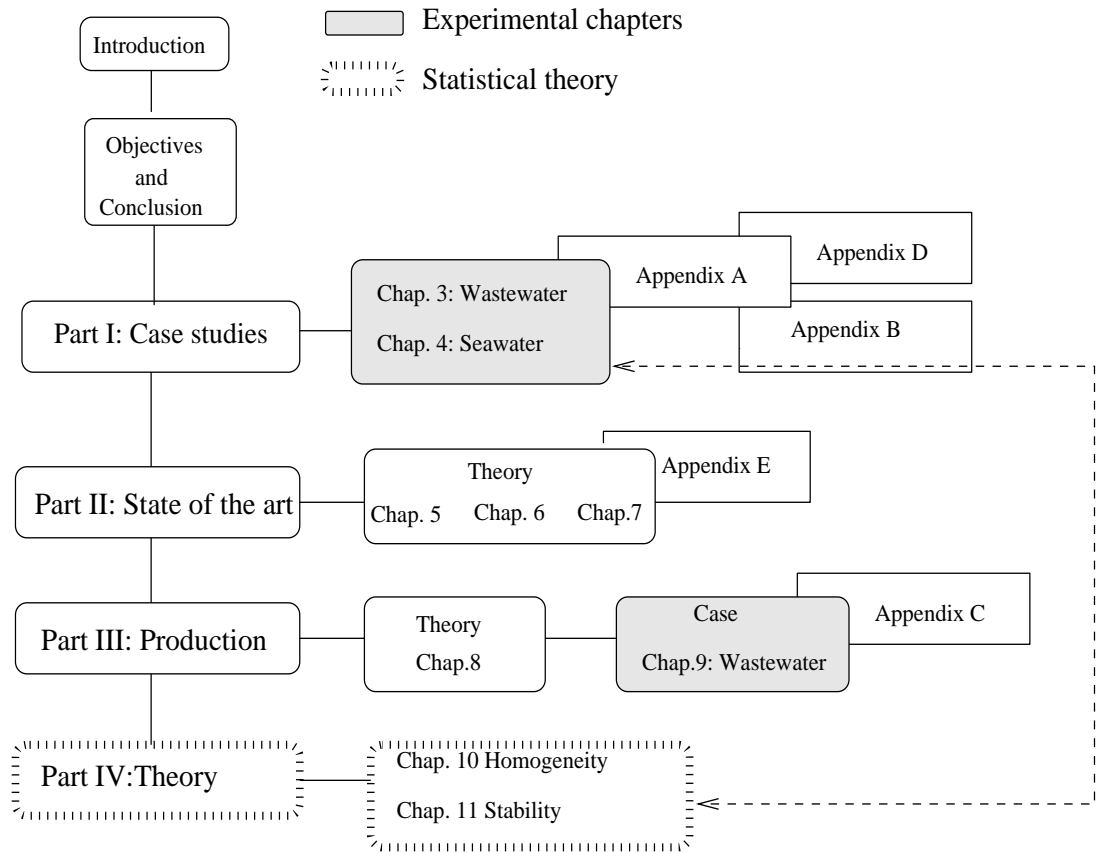 Experimental chapters
Statistical theory
Introduction
Objectives
and
Conclusion
Part I: Case studies
Chap. 3: Wastewater
Chap. 4: Seawater
Appendix A
Appendix D
Appendix B
Part II: State of the art
Theory
Chap. 5 Chap. 6 Chap.7
Appendix E
Part III: Production
Theory
Chap.8
Case
Chap.9: Wastewater
Appendix C
Part IV:Theory
Chap. 10 Homogeneity
Chap. 11 Stability